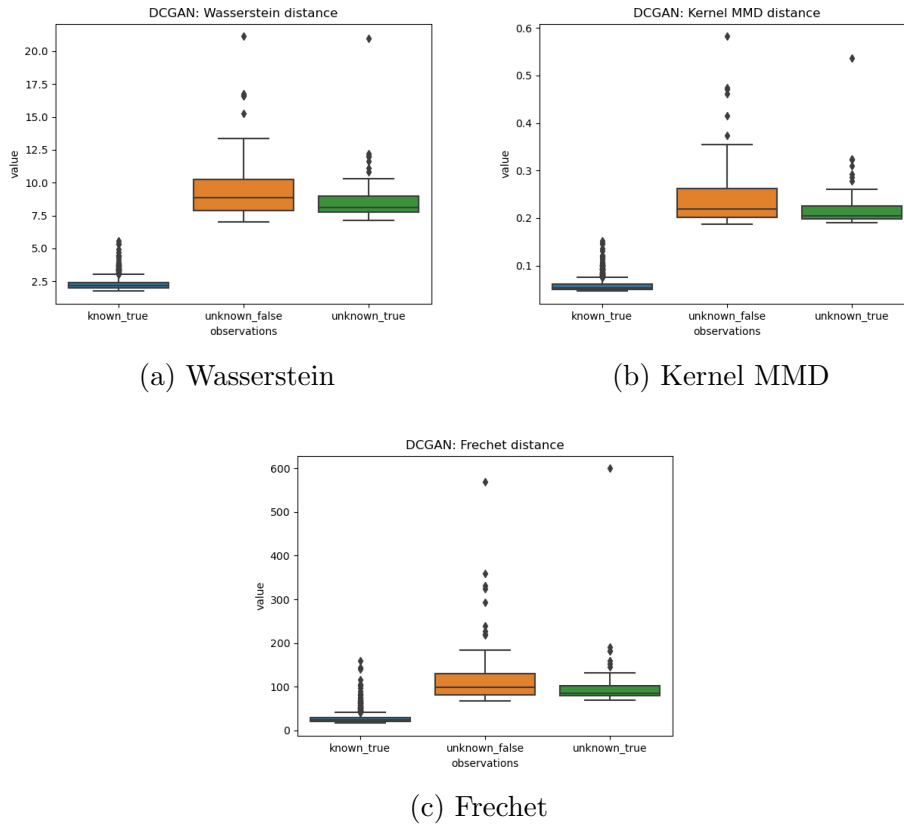 DCGAN: Wasserstein distance
20.0
17.5
15.0
12.5
10.0
7.5
5.0
2.5
value
known_true unknown_false unknown_true
observations
(a) Wasserstein
DCGAN: Kernel MMD distance
0.6
0.5
0.4
0.3
0.2
0.1
value
known_true unknown_false unknown_true
observations
(b) Kernel MMD
DCGAN: Frechet distance
600
500
400
300
200
100
0
value
known_true unknown_false unknown_true
observations
(c) Frechet